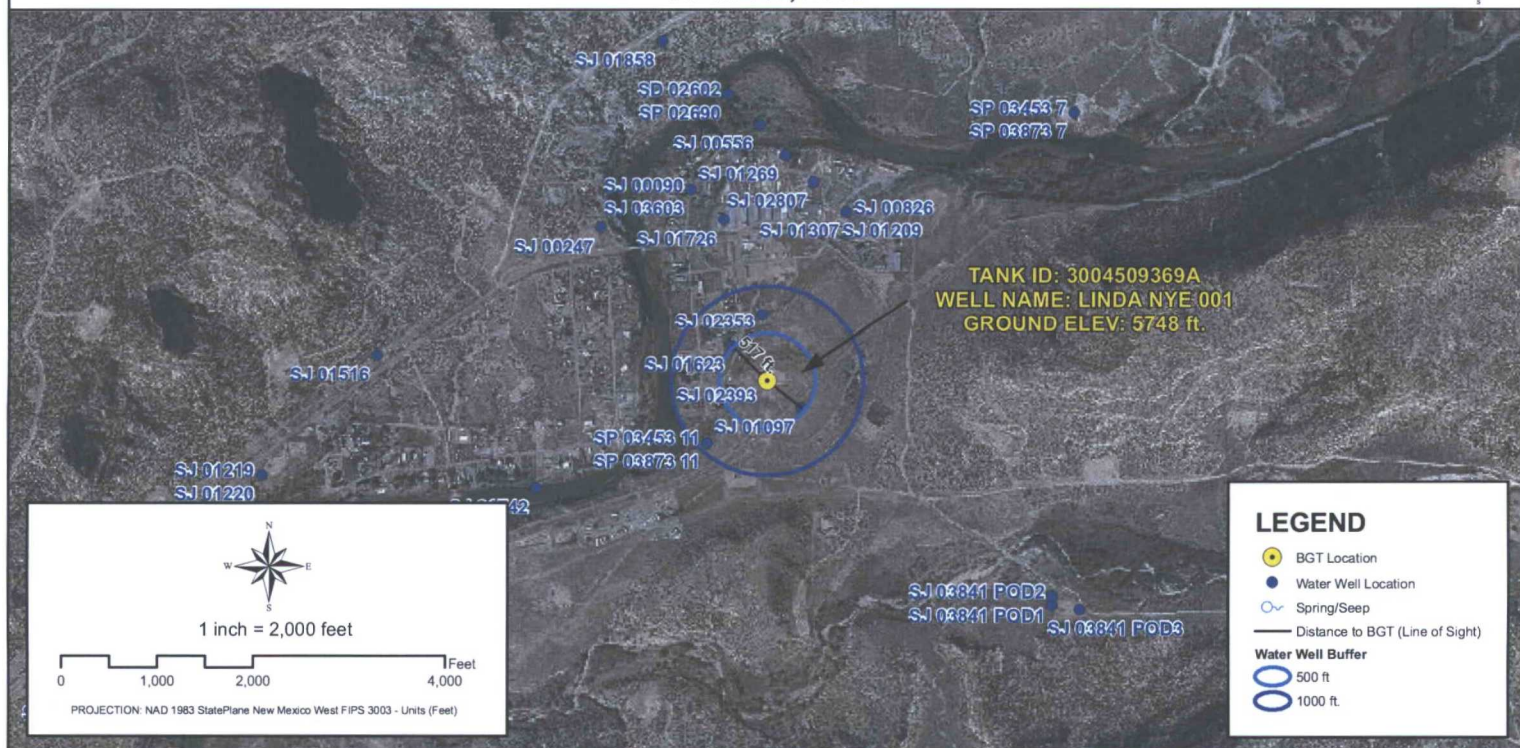 SJ 01858
SD 02602
SP 02690
SP 03453 7
SP 03873 7
SJ 00556
SJ 01269
SJ 00090
SJ 03603
SJ 02807
SJ 00826
SJ 01307
SJ 01209
SJ 01726
SJ 00247
TANK ID: 3004509369A
WELL NAME: LINDA NYE 001
GROUND ELEV: 5748 ft.
SJ 02353
517 ft.
SJ 01623
SJ 01516
SJ 02393
SJ 01097
SP 03453 11
SP 03873 11
SJ 01219
SJ 01220
42
N
W E
S
1 inch = 2,000 feet
Feet
0 1,000 2,000 4,000
PROJECTION: NAD 1983 StatePlane New Mexico West FIPS 3003 - Units (Feet)
SJ 03841 POD2
SJ 03841 POD1
SJ 03841 POD3
LEGEND
BGT Location
Water Well Location
Spring/Seep
Distance to BGT (Line of Sight)
Water Well Buffer
500 ft
1000 ft.